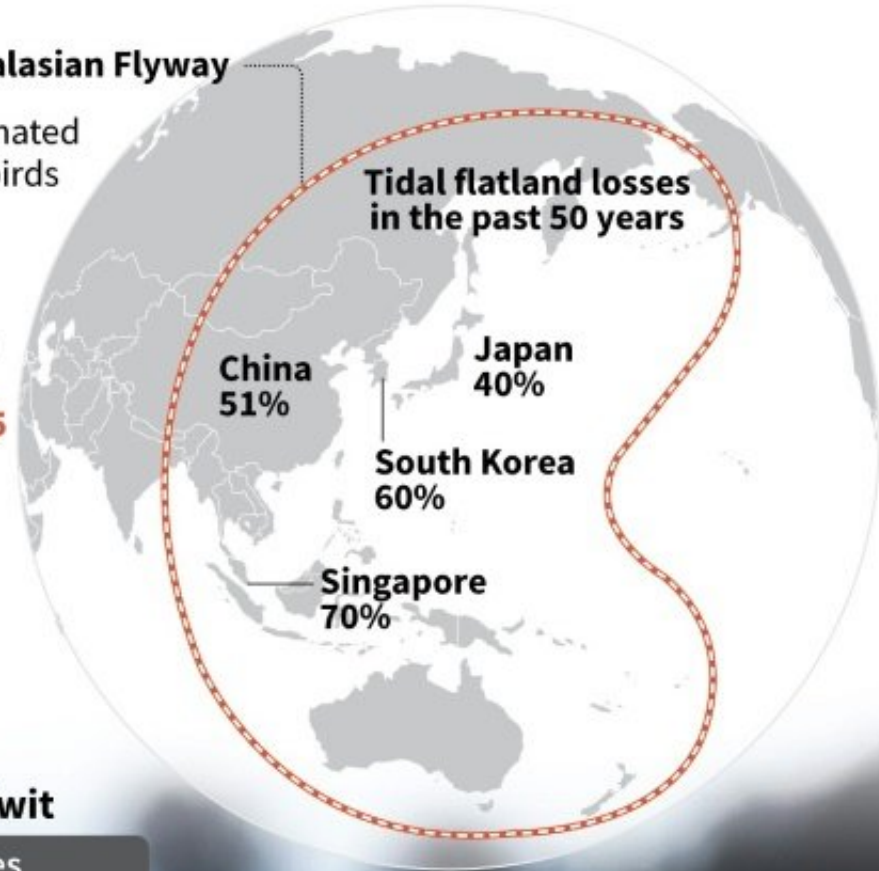 alasian Flyway
nated
irds
Tidal flatland losses
in the past 50 years
China
51%
Japan
40%
South Korea
60%
Singapore
70%
wit